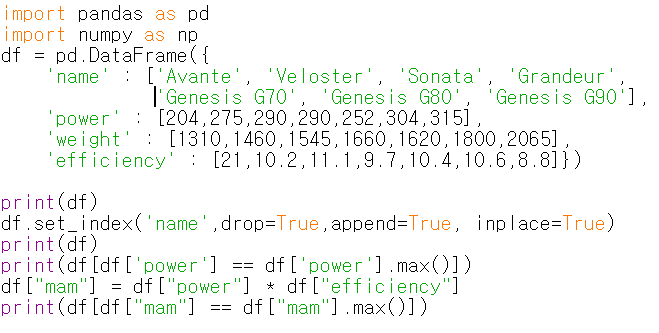 import pandas as pd
import numpy as np
df = pd.DataFrame({
    'name' : ['Avante', 'Veloster', 'Sonata', 'Grandeur',
              'Genesis G70', 'Genesis G80', 'Genesis G90'],
    'power' : [204,275,290,290,252,304,315],
    'weight' : [1310,1460,1545,1660,1620,1800,2065],
    'efficiency' : [21,10.2,11.1,9.7,10.4,10.6,8.8]})

print(df)
df.set_index('name',drop=True,append=True, inplace=True)
print(df)
print(df[df['power'] == df['power'].max()])
df["mam"] = df["power"] * df["efficiency"]
print(df[df["mam"] == df["mam"].max()])